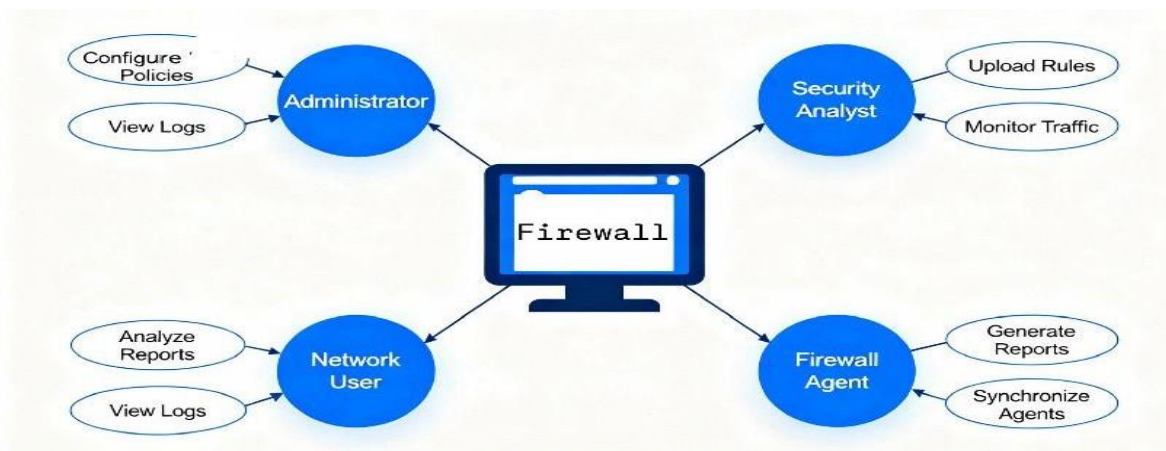 Configure
Policies
View Logs
Administrator
Security
Analyst
Upload Rules
Monitor Traffic
Firewall
Analyze
Reports
View Logs
Network
User
Firewall
Agent
Generate
Reports
Synchronize
Agents